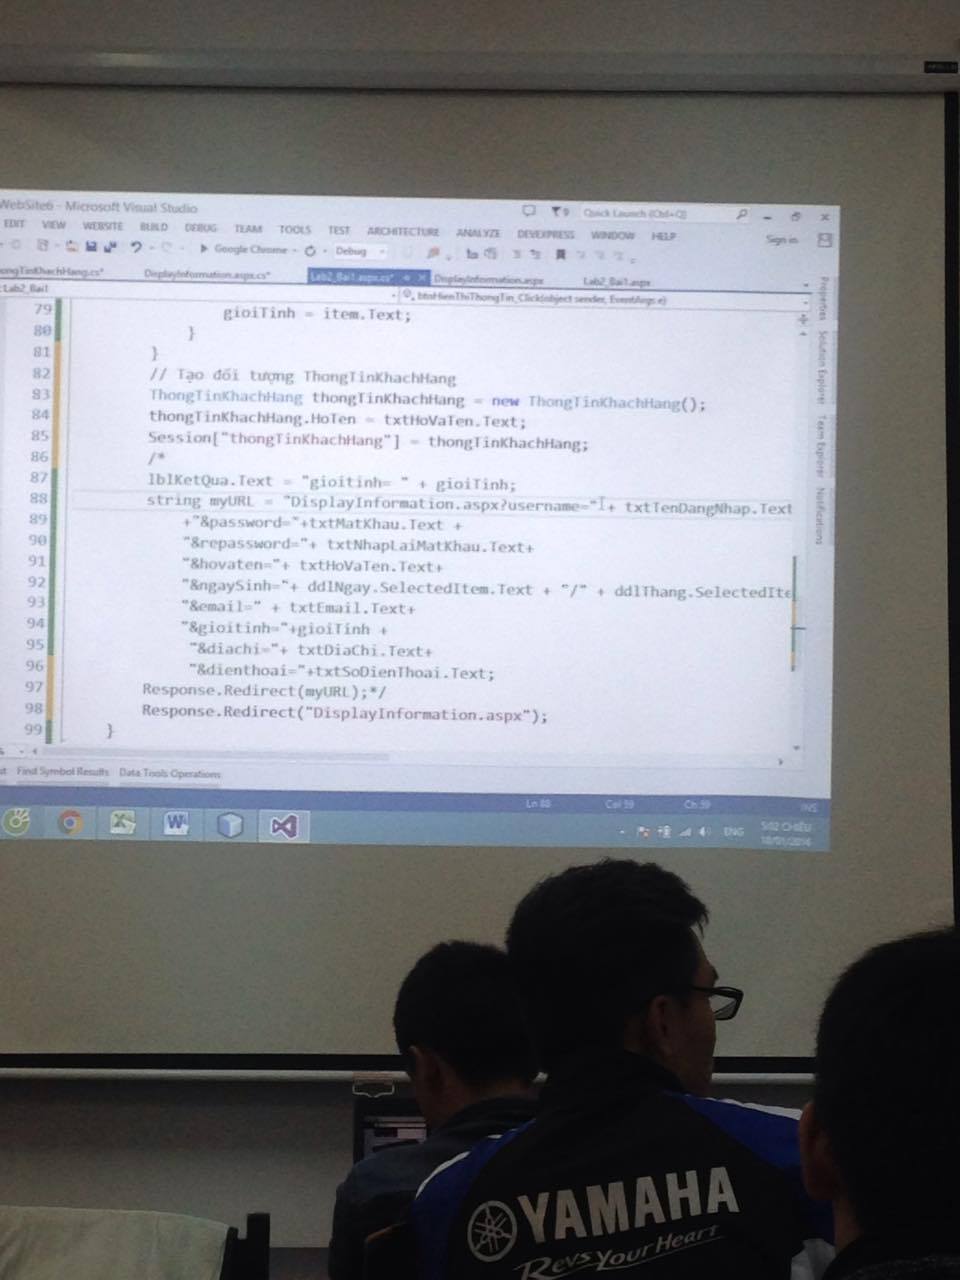 WebSite6 - Microsoft Visual Studio
Quick Launch (Ctrl+Q)
EDIT VIEW WEBSITE BUILD DEBUG TEAM TOOLS TEST ARCHITECTURE ANALYZE DEVEXPRESS WINDOW HELP
Sign in
Google Chrome
Debug
ongTinKhachHang.cs*
DisplayInformation.aspx.cs*
Lab2_Bai1.aspx.cs*
DisplayInformation.aspx
Lab2_Bai1.aspx
Lab2_Bai1
btnHienThiThongTin_Click(object sender, EventArgs e)
79 gioiTinh = item.Text;
80 }
81 }
82 // Tạo đối tượng ThongTinKhachHang
83 ThongTinKhachHang thongTinKhachHang = new ThongTinKhachHang();
84 thongTinKhachHang.HoTen = txtHoVaTen.Text;
85 Session["thongTinKhachHang"] = thongTinKhachHang;
86 /*
87 lblKetQua.Text = "gioitinh= " + gioiTinh;
88 string myURL = "DisplayInformation.aspx?username="+ txtTenDangNhap.Text
89 +"&password="+txtMatKhau.Text +
90 "&repassword="+ txtNhapLaiMatKhau.Text+
91 "&hovaten="+ txtHoVaTen.Text+
92 "&ngaySinh="+ ddlNgay.SelectedItem.Text + "/" + ddlThang.SelectedIte
93 "&email=" + txtEmail.Text+
94 "&gioitinh="+gioiTinh +
95 "&diachi="+ txtDiaChi.Text+
96 "&dienthoai="+txtSoDienThoai.Text;
97 Response.Redirect(myURL);*/
98 Response.Redirect("DisplayInformation.aspx");
99 }
Properties
Solution Explorer
Team Explorer
Notifications
Find Symbol Results Data Tools Operations
Ln 88 Col 59 Ch 59 INS
ENG
5:02 CHIỀU
18/01/2016
YAMAHA
Revs Your Heart